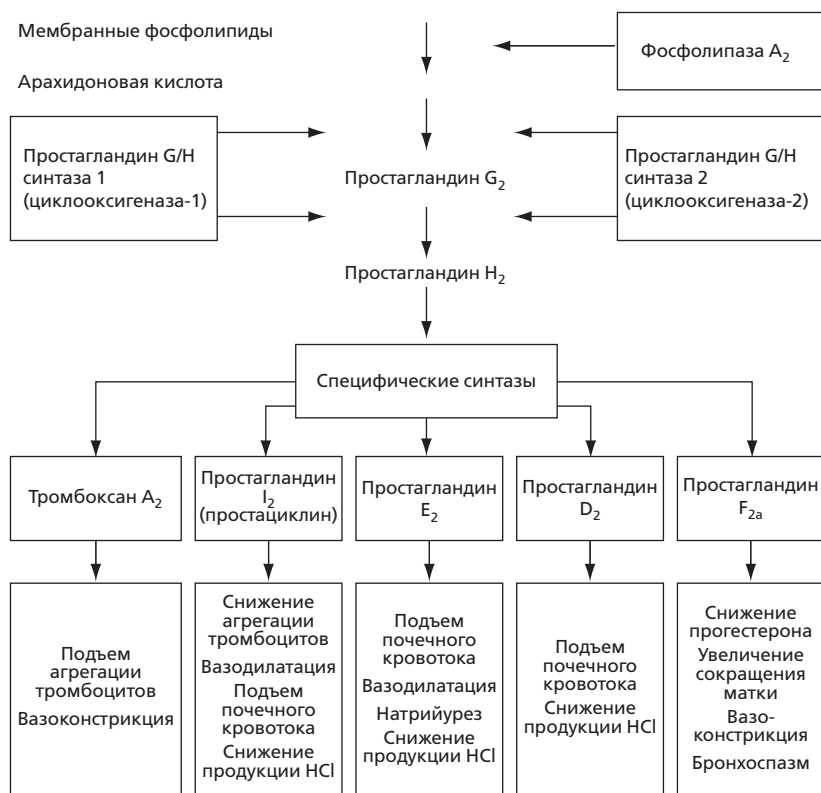 Мембранные фосфолипиды
Фосфолипаза A2
Арахидоновая кислота
Простагландин G/H
синтаза 1
(циклооксигеназа-1)
Простагландин G2
Простагландин G/H
синтаза 2
(циклооксигеназа-2)
Простагландин H2
Специфические синтазы
Тромбоксан A2
Простагландин
I2
(простациклин)
Простагландин
E2
Простагландин
D2
Простагландин
F2a
Подъем
агрегации
тромбоцитов
Вазоконстрикция
Снижение
агрегации
тромбоцитов
Вазодилатация
Подъем
почечного
кровотока
Снижение
продукции HCl
Подъем
почечного
кровотока
Вазодилатация
Натрийурез
Снижение
продукции HCl
Подъем
почечного
кровотока
Снижение
продукции HCl
Снижение
прогестерона
Увеличение
сокращения
матки
Вазо-
констрикция
Бронхоспазм